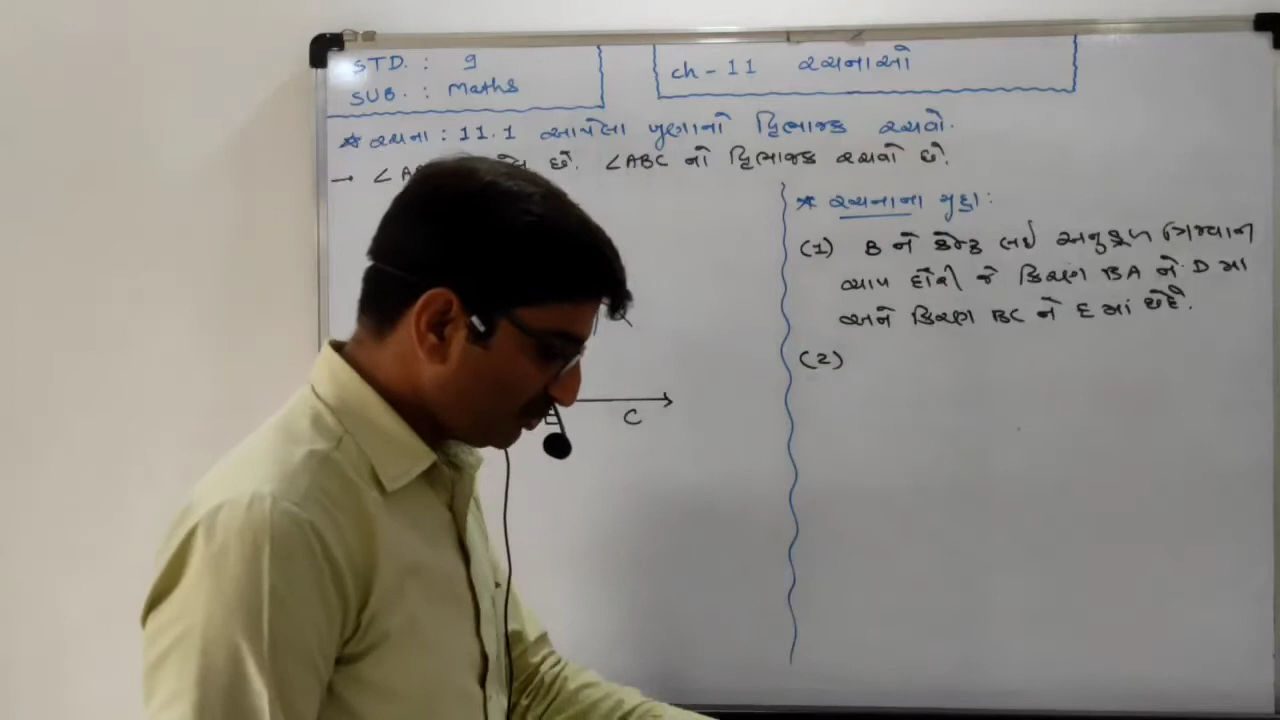 STD. : 9
SUB. : Maths
ch - 11 રચનાઓ
* રચના : 11.1 આપેલા ખૂણાનો દ્વિભાજક રચવો.
→ ∠A છે. ∠ABC નો દ્વિભાજક રચવો છે.
* રચનાના મુદ્દા :
(1) B ને કેન્દ્ર લઈ અનુકૂળ ત્રિજ્યાનો
ચાપ દોરી જે કિરણ BA ને D માં
અને કિરણ BC ને E માં છેદે.
(2)
E
C